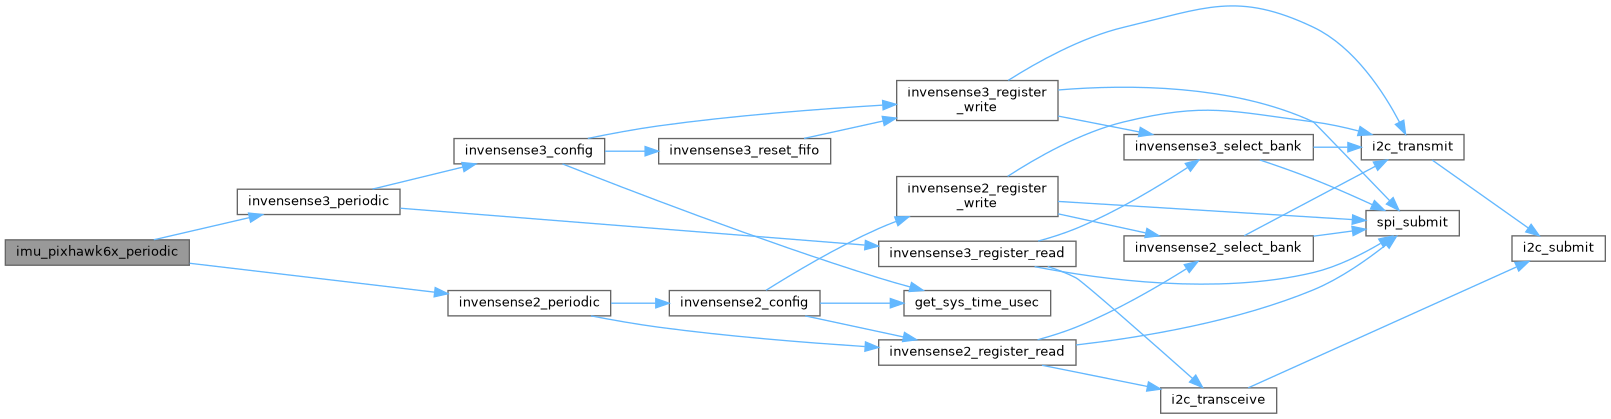 imu_pixhawk6x_periodic
invensense3_periodic
invensense2_periodic
invensense3_config
invensense3_reset_fifo
invensense2_config
invensense3_register
_write
invensense2_register
_write
invensense3_register_read
get_sys_time_usec
invensense2_register_read
invensense3_select_bank
invensense2_select_bank
i2c_transceive
i2c_transmit
spi_submit
i2c_submit